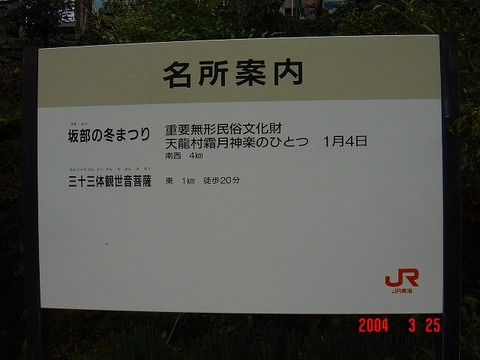 名所案内
坂部の冬まつり 重要無形民俗文化財
天龍村霜月神楽のひとつ 1月4日
南西 4km
三十三体観世音菩薩 東 1km 徒歩20分
JR
JR東海
2004 3 25